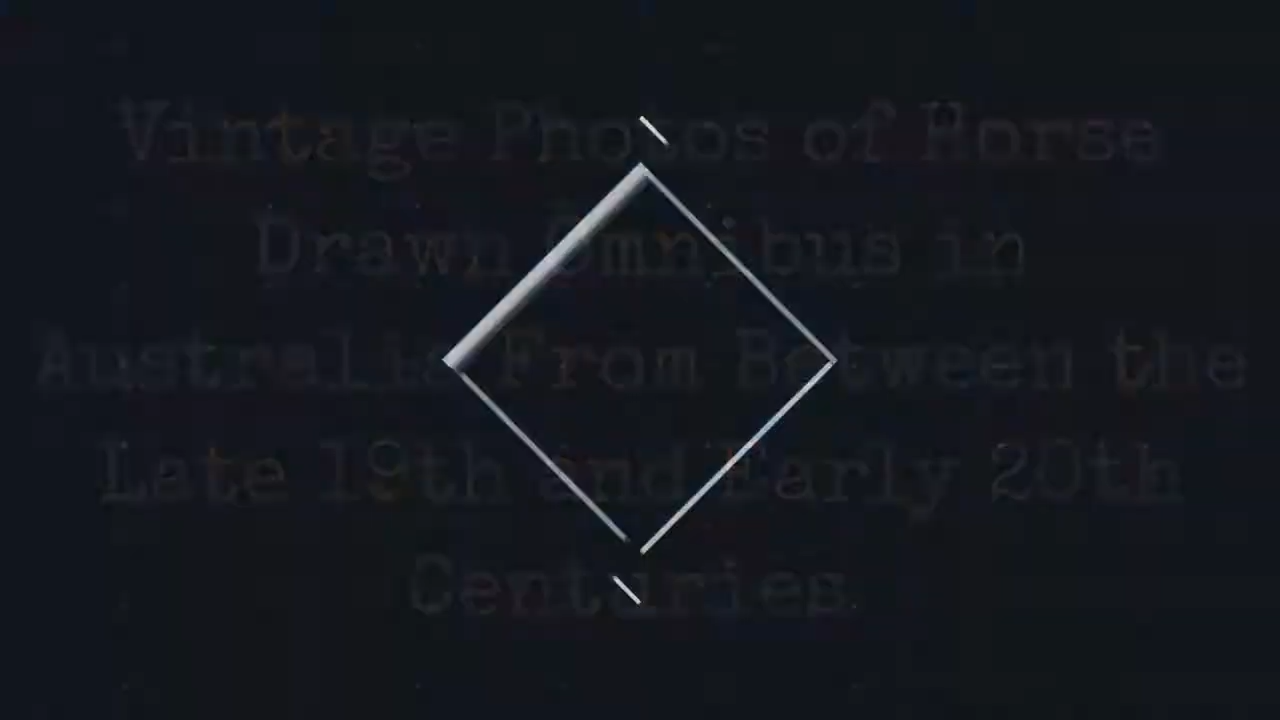 Vintage Photos of Horse
Drawn Omnibus in
Australia From Between the
Late 19th and Early 20th
Centuries